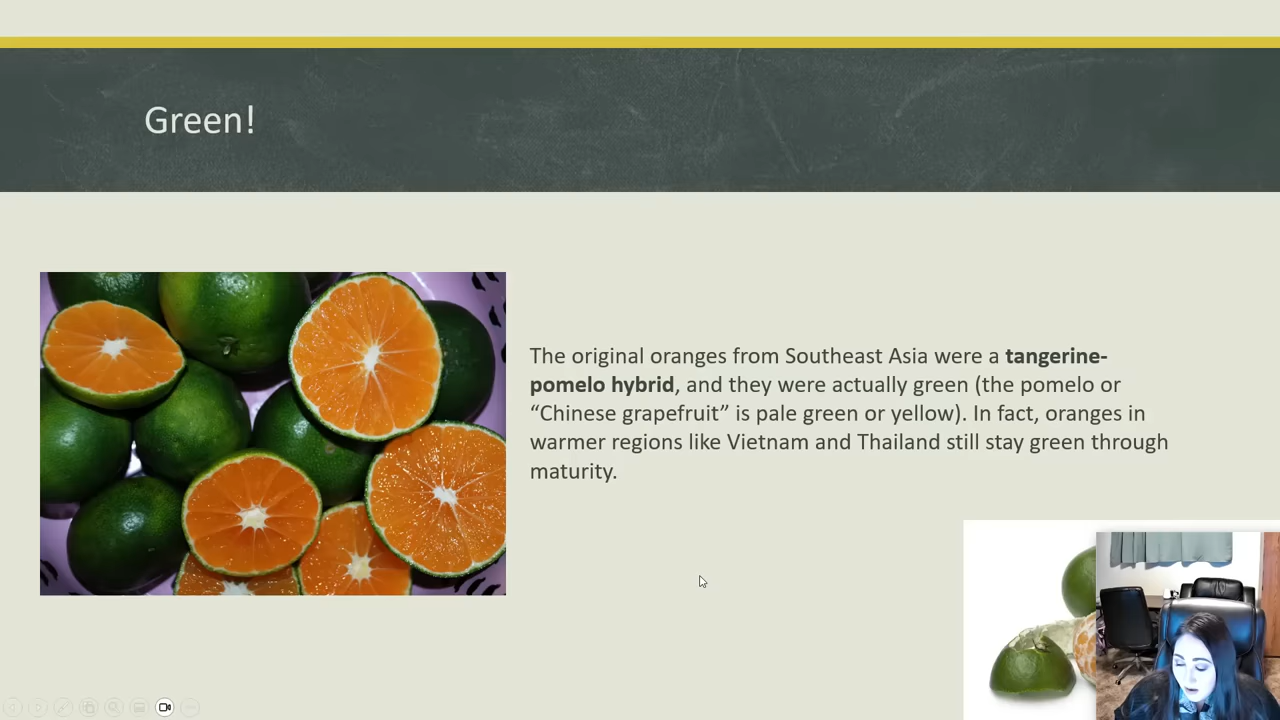 Green!
The original oranges from Southeast Asia were a tangerine-
pomelo hybrid, and they were actually green (the pomelo or
“Chinese grapefruit” is pale green or yellow). In fact, oranges in
warmer regions like Vietnam and Thailand still stay green through
maturity.